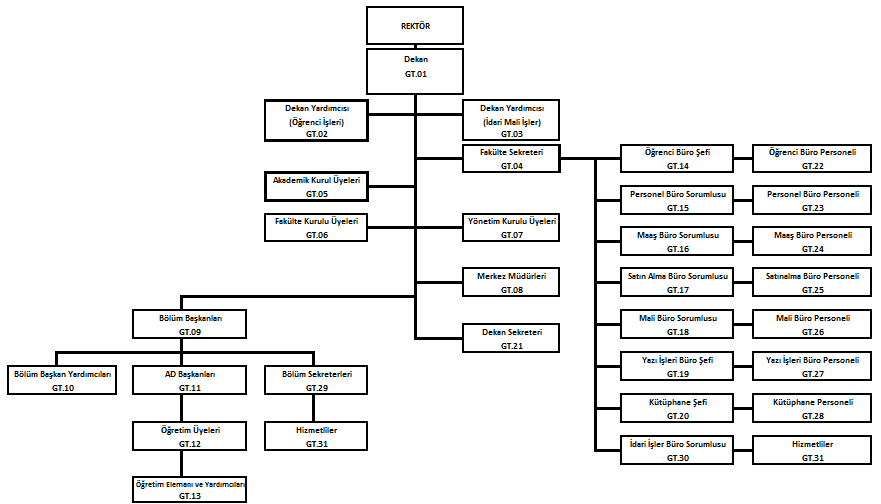 REKTÖR
Dekan
GT.01
Dekan Yardımcısı
(Öğrenci İşleri)
GT.02
Dekan Yardımcısı
(İdari Mali İşler)
GT.03
Fakülte Sekreteri
GT.04
Öğrenci Büro Şefi
GT.14
Öğrenci Büro Personeli
GT.22
Akademik Kurul Üyeleri
GT.05
Personel Büro Sorumlusu
GT.15
Personel Büro Personeli
GT.23
Fakülte Kurulu Üyeleri
GT.06
Yönetim Kurulu Üyeleri
GT.07
Maaş Büro Sorumlusu
GT.16
Maaş Büro Personeli
GT.24
Merkez Müdürleri
GT.08
Satın Alma Büro Sorumlusu
GT.17
Satınalma Büro Personeli
GT.25
Bölüm Başkanları
GT.09
Dekan Sekreteri
GT.21
Mali Büro Sorumlusu
GT.18
Mali Büro Personeli
GT.26
Bölüm Başkan Yardımcıları
GT.10
AD Başkanları
GT.11
Bölüm Sekreterleri
GT.29
Yazı İşleri Büro Şefi
GT.19
Yazı İşleri Büro Personeli
GT.27
Kütüphane Şefi
GT.20
Kütüphane Personeli
GT.28
Öğretim Üyeleri
GT.12
Hizmetliler
GT.31
İdari İşler Büro Sorumlusu
GT.30
Hizmetliler
GT.31
Öğretim Elemanı ve Yardımcıları
GT.13